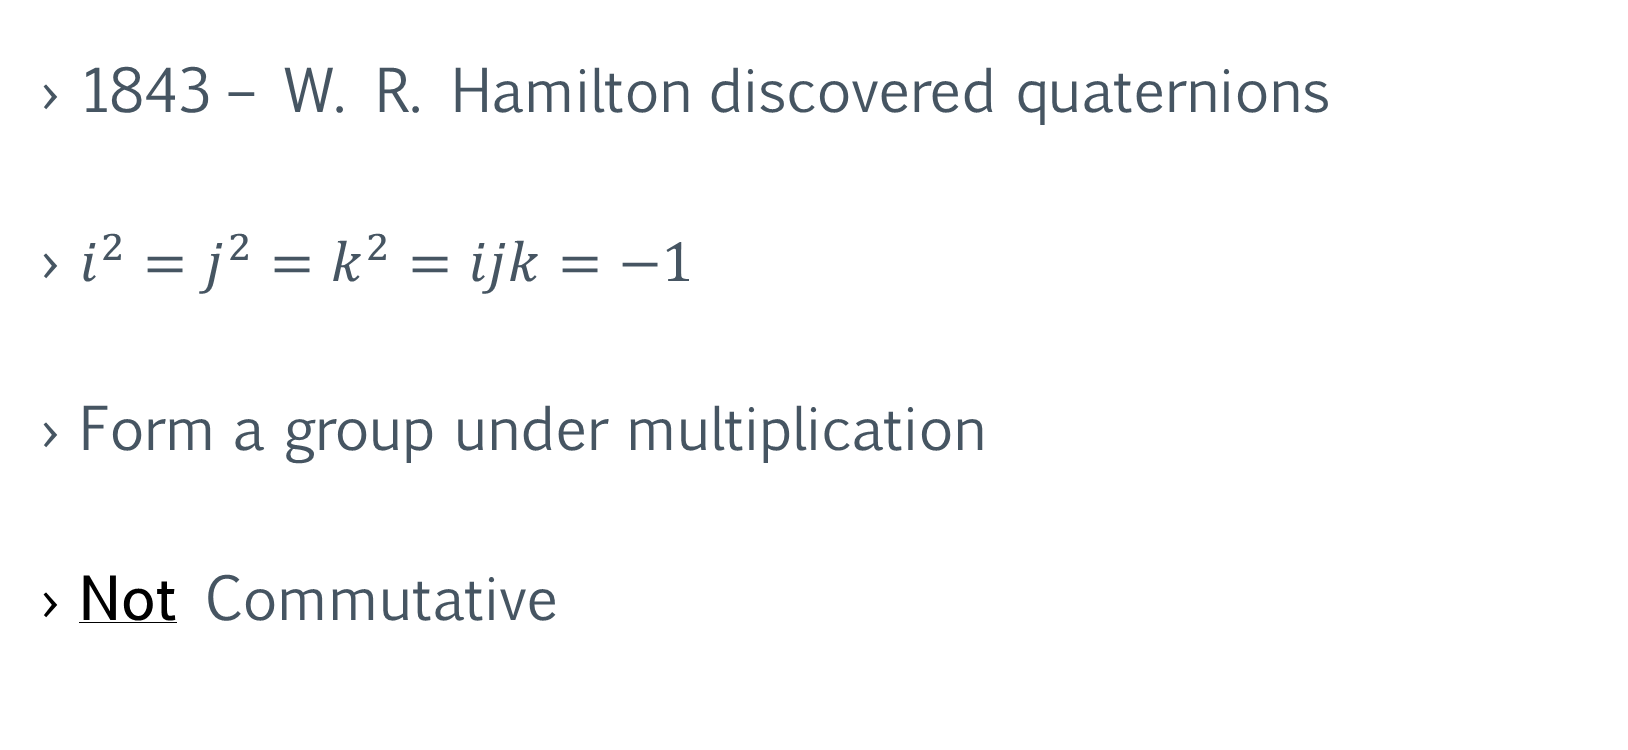 › 1843 – W. R. Hamilton discovered quaternions
› i² = j² = k² = ijk = −1
› Form a group under multiplication
› Not Commutative